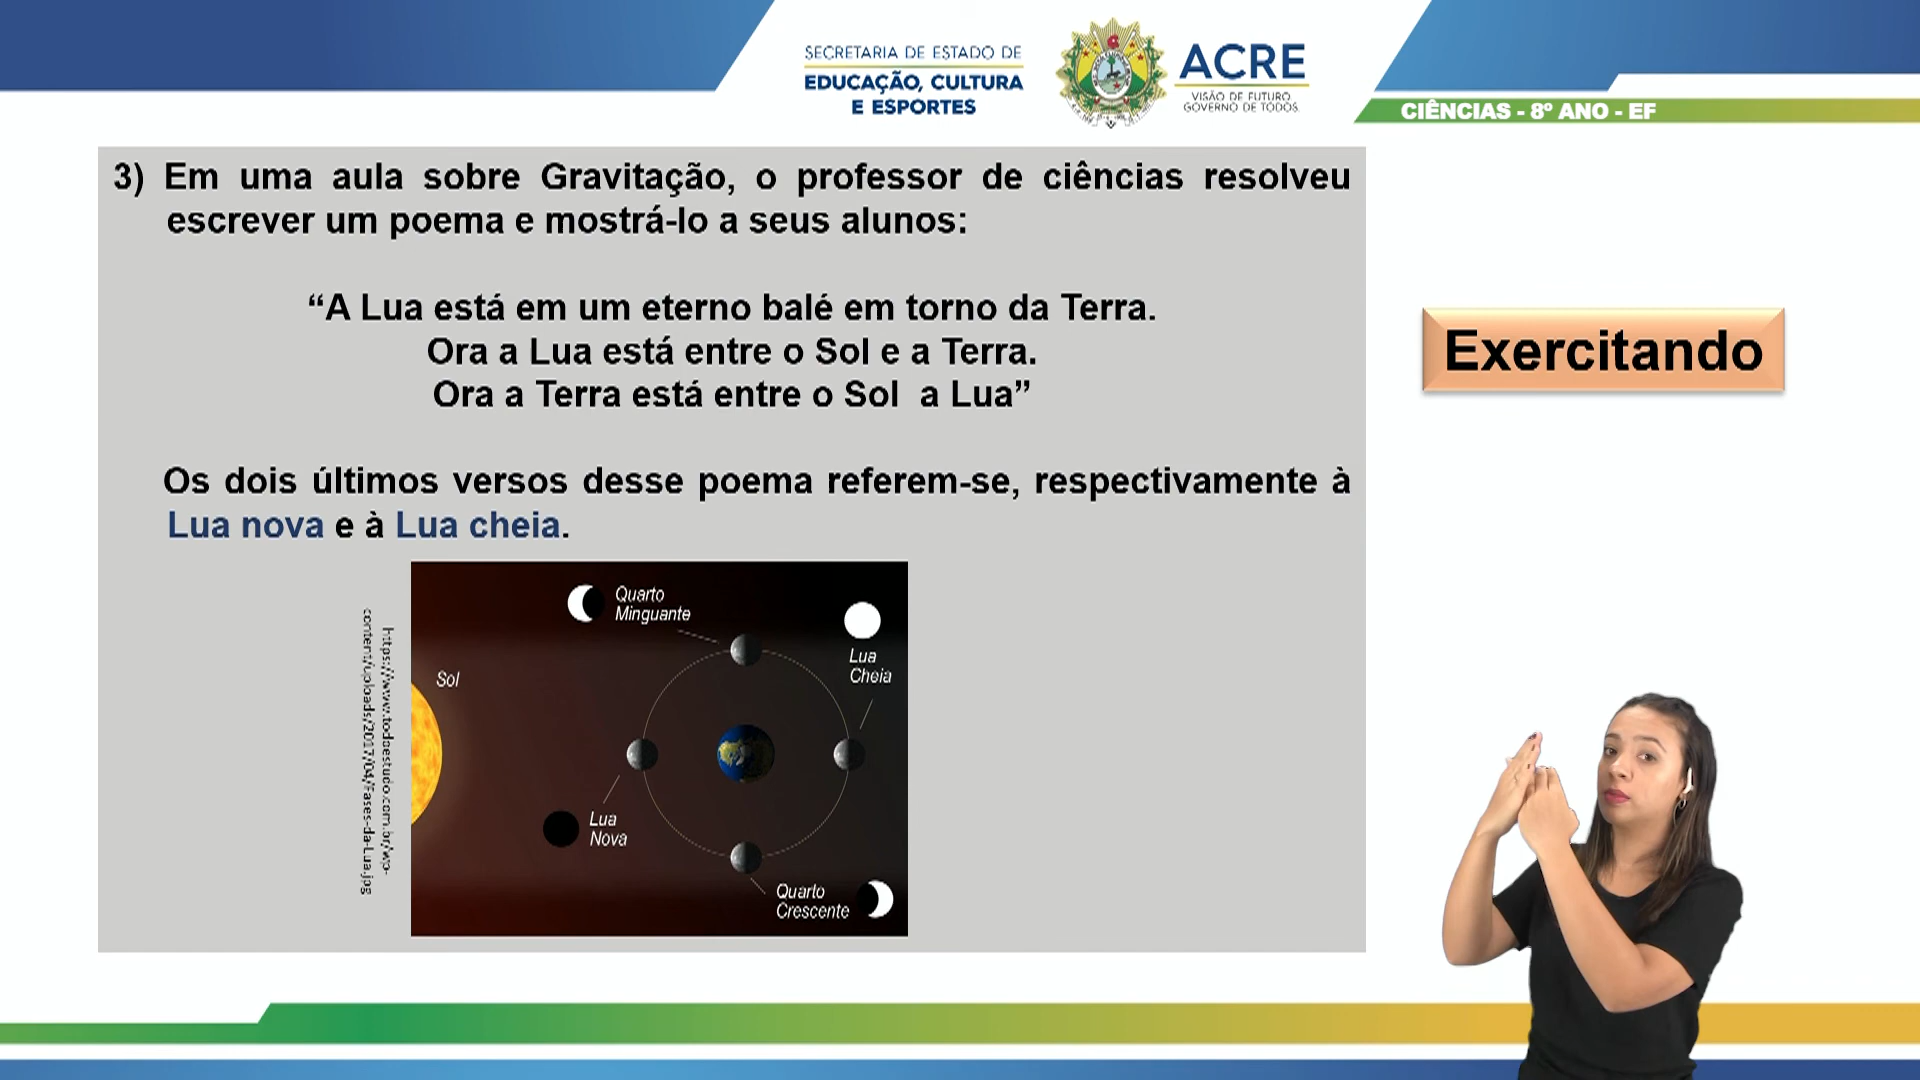 SECRETARIA DE ESTADO DE
EDUCAÇÃO, CULTURA
E ESPORTES
ACRE
VISÃO DE FUTURO.
GOVERNO DE TODOS.
CIÊNCIAS - 8º ANO - EF
3) Em uma aula sobre Gravitação, o professor de ciências resolveu
escrever um poema e mostrá-lo a seus alunos:
“A Lua está em um eterno balé em torno da Terra.
Ora a Lua está entre o Sol e a Terra.
Ora a Terra está entre o Sol a Lua”
Os dois últimos versos desse poema referem-se, respectivamente à
Lua nova e à Lua cheia.
Exercitando
Quarto
Minguante
Lua
Cheia
Sol
Lua
Nova
Quarto
Crescente
https://www.todoestudo.com.br/wp-
content/uploads/2017/04/Fases-da-Lua.jpg